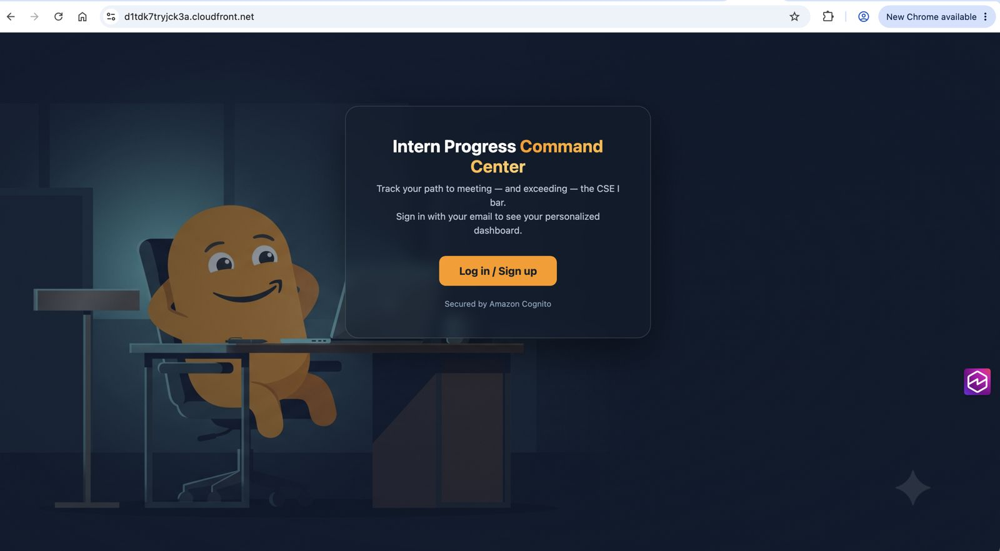 d1tdk7tryjck3a.cloudfront.net
New Chrome available
Intern Progress Command
Center
Track your path to meeting — and exceeding — the CSE I
bar.
Sign in with your email to see your personalized
dashboard.
Log in / Sign up
Secured by Amazon Cognito